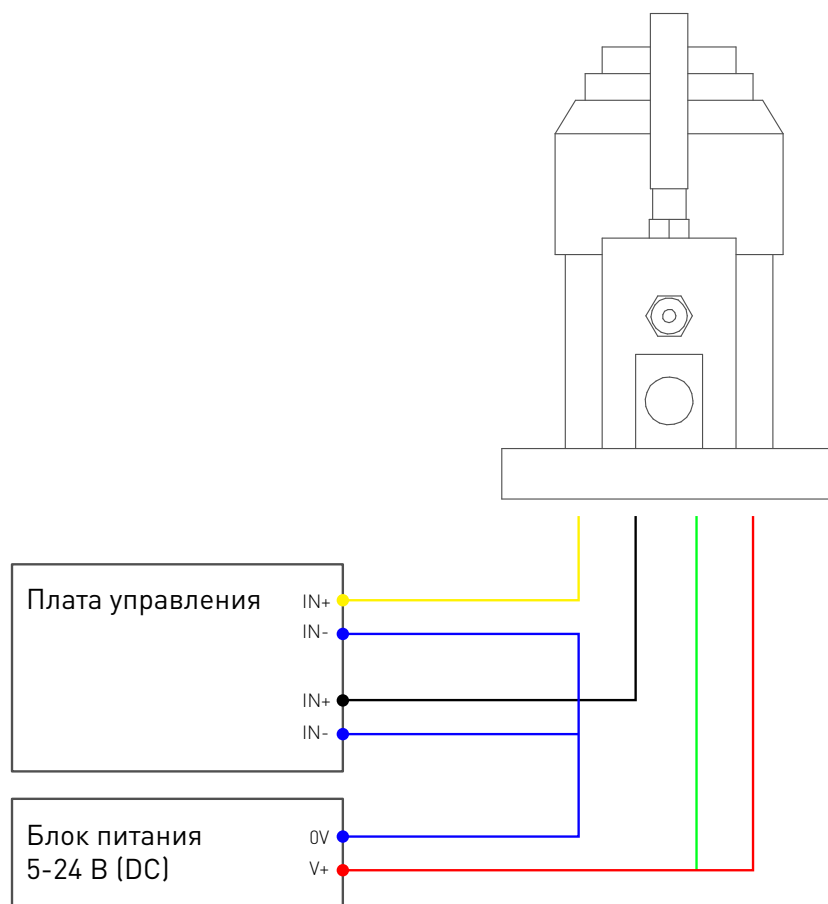 Плата управления
IN+
IN-
IN+
IN-
Блок питания
5-24 В (DC)
0V
V+